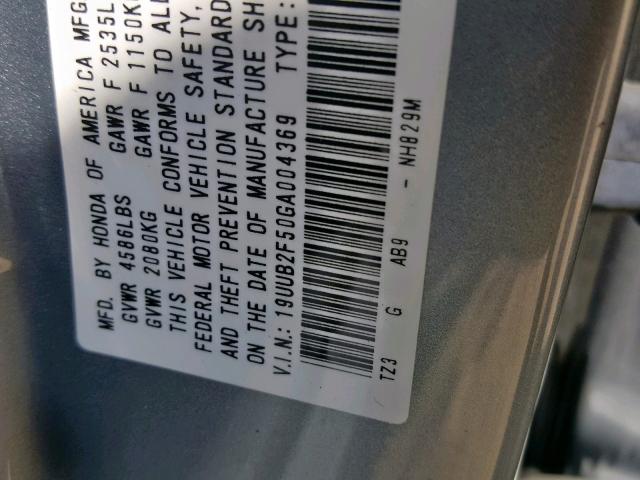 MFD. BY HONDA OF AMERICA MFG
GVWR 4586LBS GAWR F 2535L
GVWR 2080KG GAWR F 1150K
THIS VEHICLE CONFORMS TO ALL
FEDERAL MOTOR VEHICLE SAFETY,
AND THEFT PREVENTION STANDARD
ON THE DATE OF MANUFACTURE SH
V.I.N.: 19UUB2F50GA004369 TYPE:
TZ3 G AB9 - NH829M